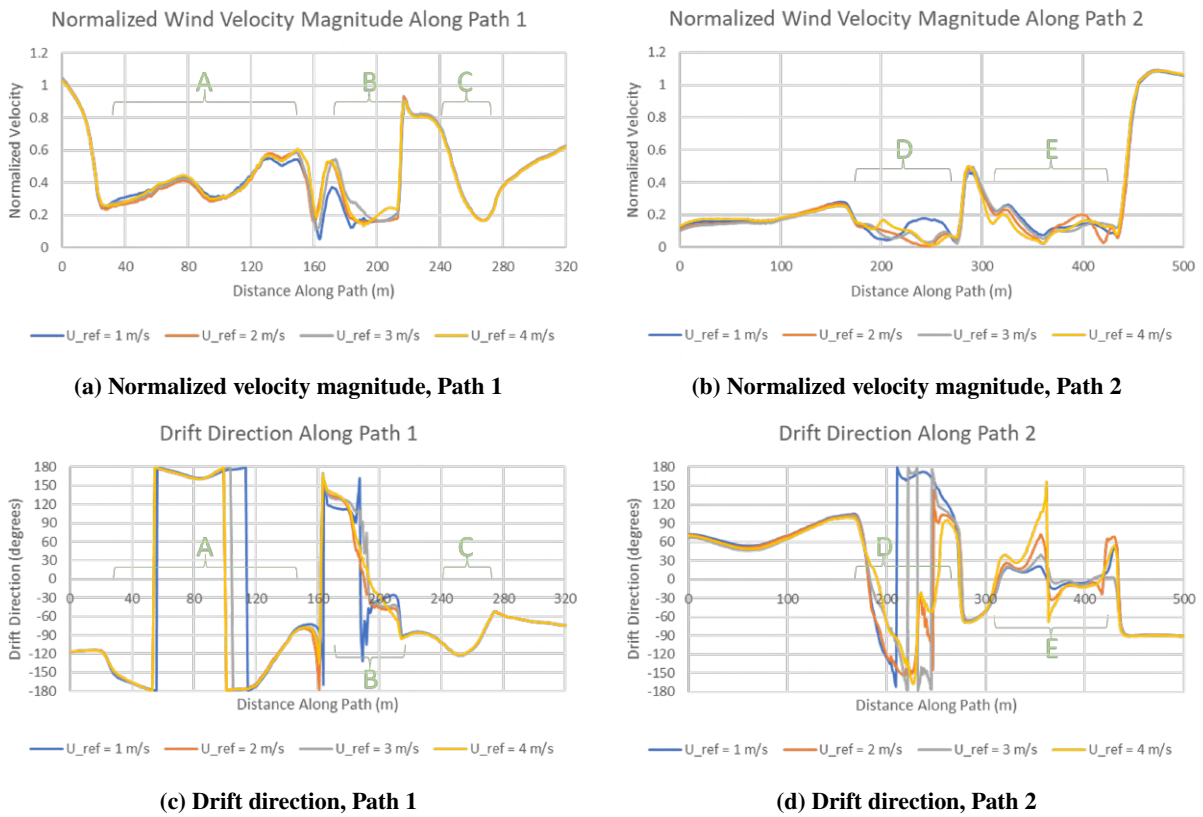 Normalized Wind Velocity Magnitude Along Path 1
1.2
1
0.8
0.6
0.4
0.2
0
Normalized Velocity
A
B
C
0 40 80 120 160 200 240 280 320
Distance Along Path (m)
U_ref = 1 m/s U_ref = 2 m/s U_ref = 3 m/s U_ref = 4 m/s
(a) Normalized velocity magnitude, Path 1
Normalized Wind Velocity Magnitude Along Path 2
1.2
1
0.8
0.6
0.4
0.2
0
Normalized Velocity
D
E
0 100 200 300 400 500
Distance Along Path (m)
U_ref = 1 m/s U_ref = 2 m/s U_ref = 3 m/s U_ref = 4 m/s
(b) Normalized velocity magnitude, Path 2
Drift Direction Along Path 1
180
150
120
90
60
30
0
-30
-60
-90
-120
-150
-180
Drift Direction (degrees)
A
C
B
0 40 80 120 160 200 240 280 320
Distance Along Path (m)
U_ref = 1 m/s U_ref = 2 m/s U_ref = 3 m/s U_ref = 4 m/s
(c) Drift direction, Path 1
Drift Direction Along Path 2
180
150
120
90
60
30
0
-30
-60
-90
-120
-150
-180
Drift Direction (degrees)
D
E
0 100 200 300 400 500
Distance Along Path (m)
U_ref = 1 m/s U_ref = 2 m/s U_ref = 3 m/s U_ref = 4 m/s
(d) Drift direction, Path 2